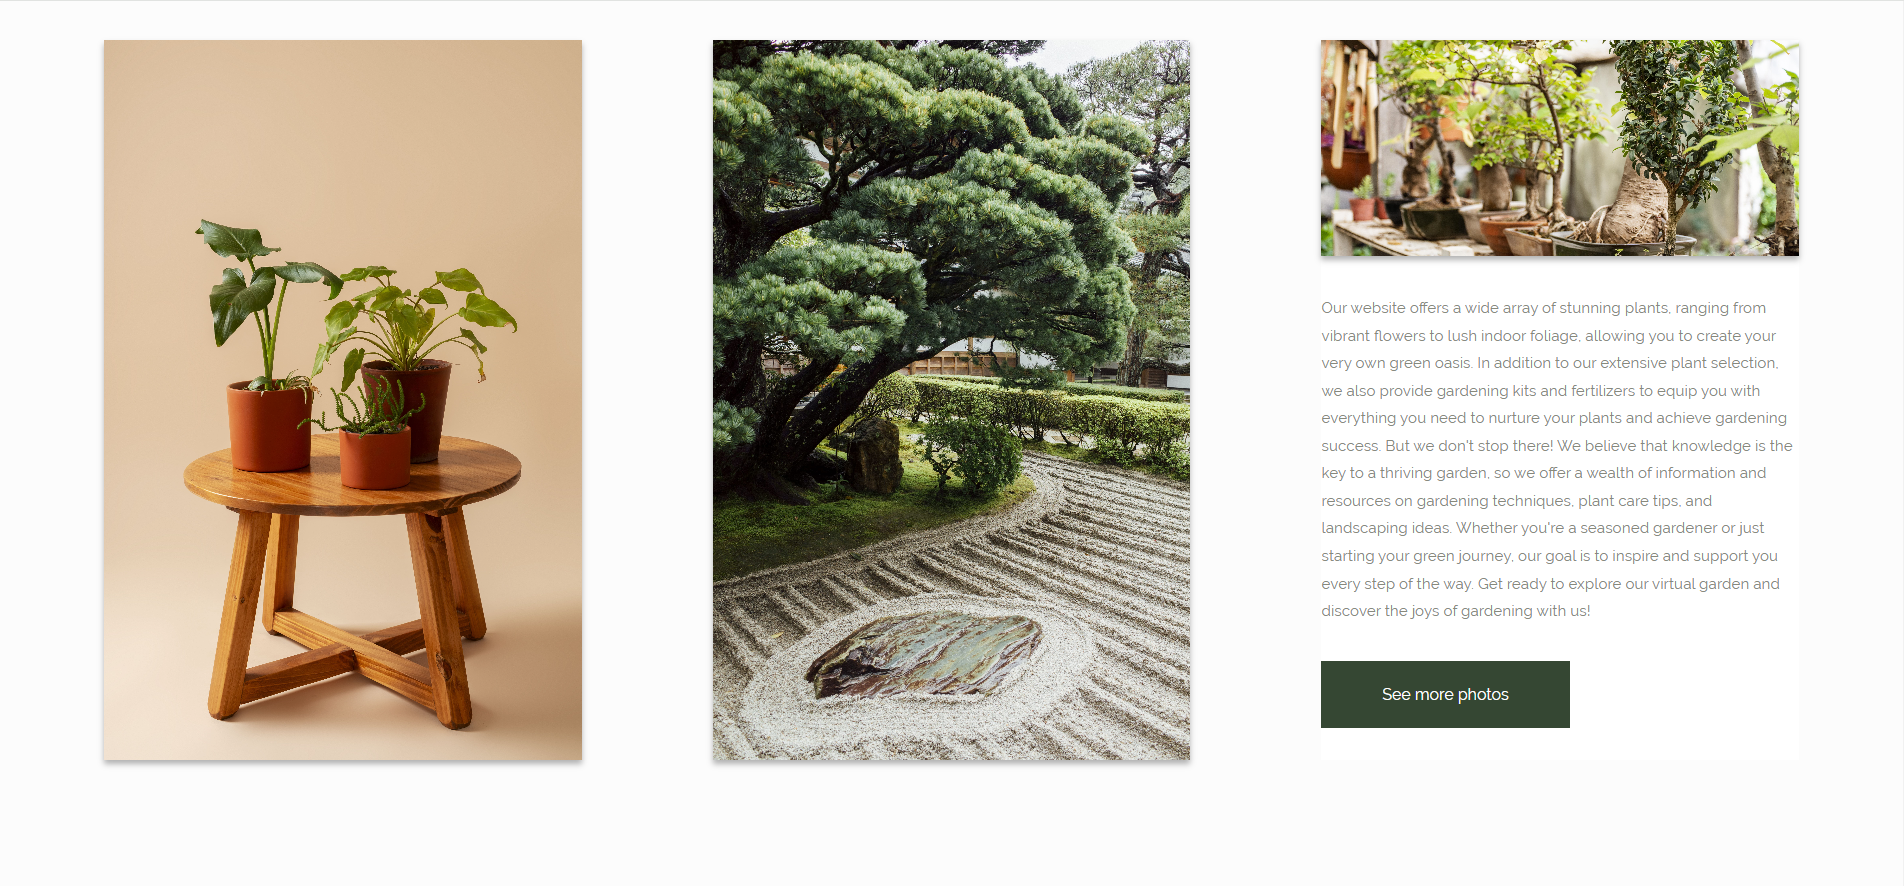 Our website offers a wide array of stunning plants, ranging from
vibrant flowers to lush indoor foliage, allowing you to create your
very own green oasis. In addition to our extensive plant selection,
we also provide gardening kits and fertilizers to equip you with
everything you need to nurture your plants and achieve gardening
success. But we don't stop there! We believe that knowledge is the
key to a thriving garden, so we offer a wealth of information and
resources on gardening techniques, plant care tips, and
landscaping ideas. Whether you're a seasoned gardener or just
starting your green journey, our goal is to inspire and support you
every step of the way. Get ready to explore our virtual garden and
discover the joys of gardening with us!
See more photos